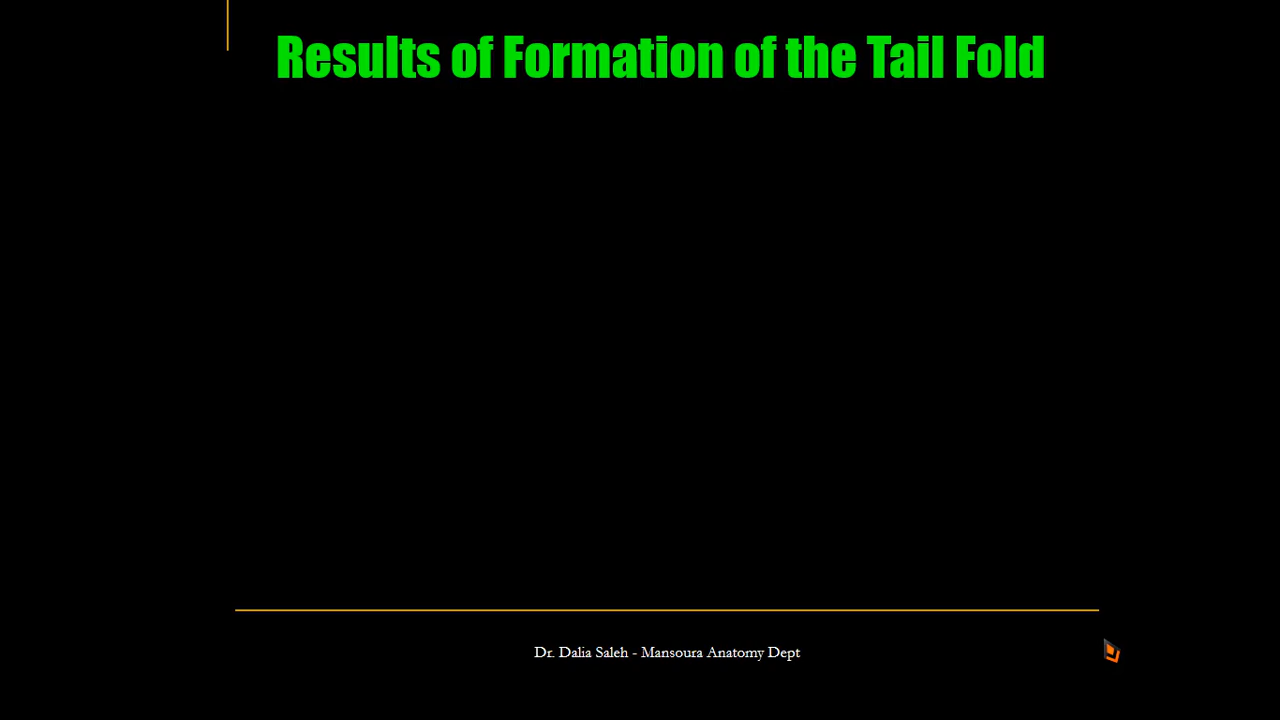 Results of Formation of the Tail Fold
Dr. Dalia Saleh - Mansoura Anatomy Dept